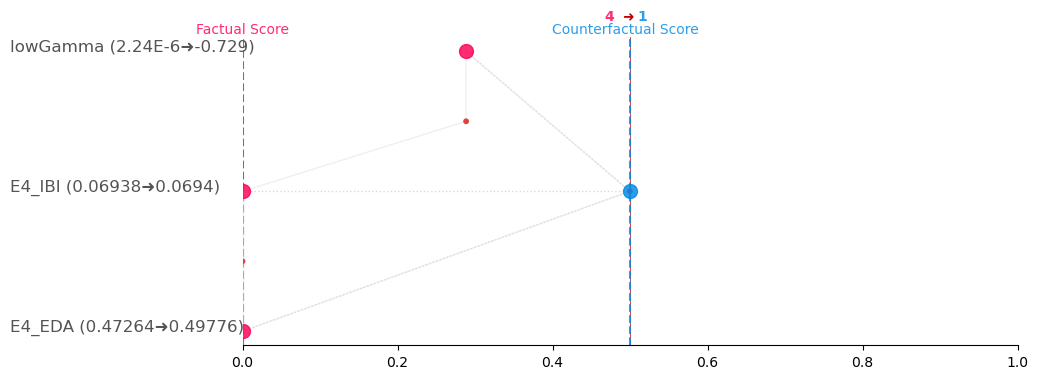 4 ➔ 1
Factual Score
Counterfactual Score
lowGamma (2.24E-6➔-0.729)
E4_IBI (0.06938➔0.0694)
E4_EDA (0.47264➔0.49776)
0.0
0.2
0.4
0.6
0.8
1.0